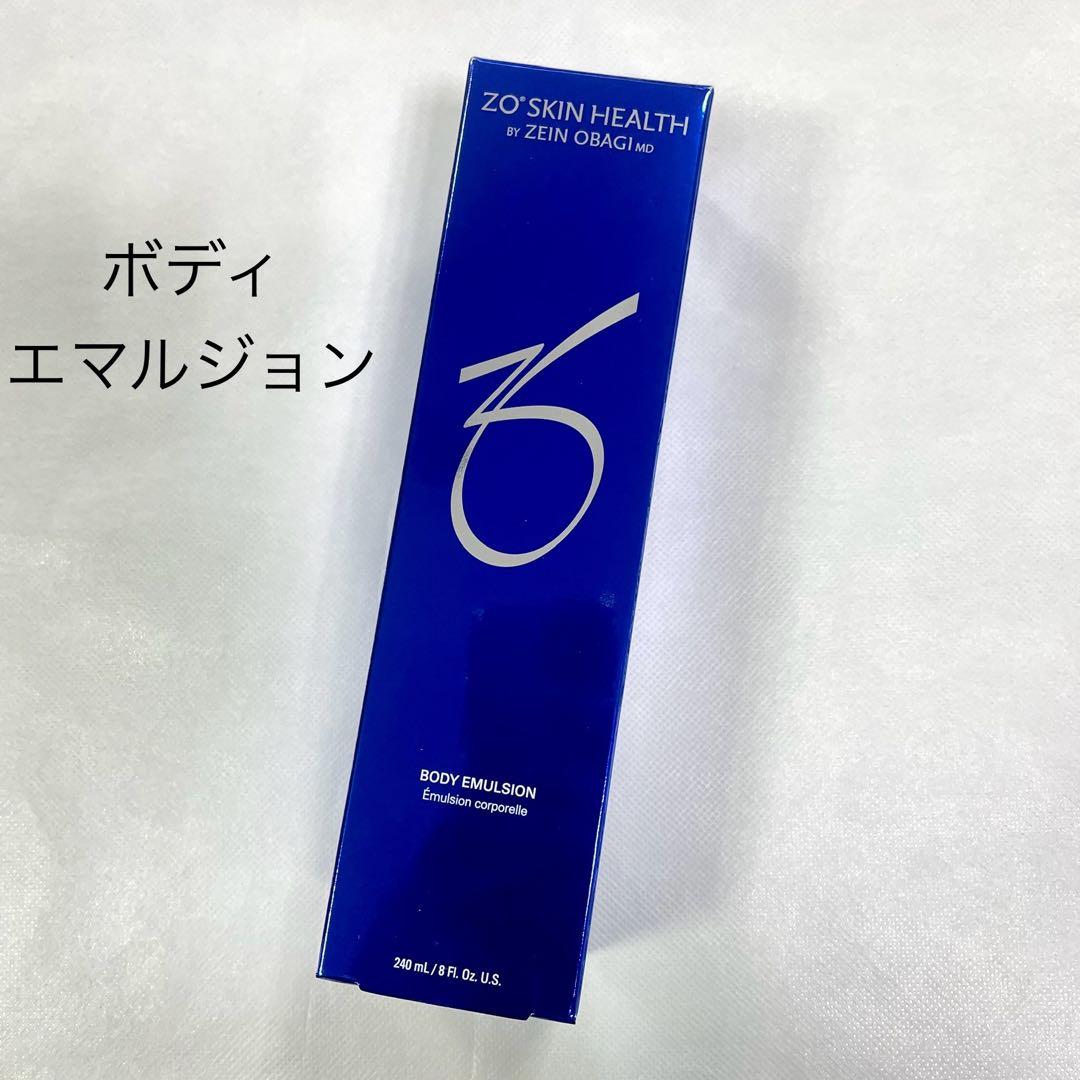 ZO® SKIN HEALTH
BY ZEIN OBAGI MD
ボディ
エマルジョン
BODY EMULSION
Émulsion corporelle
240 mL / 8 Fl. Oz. U.S.